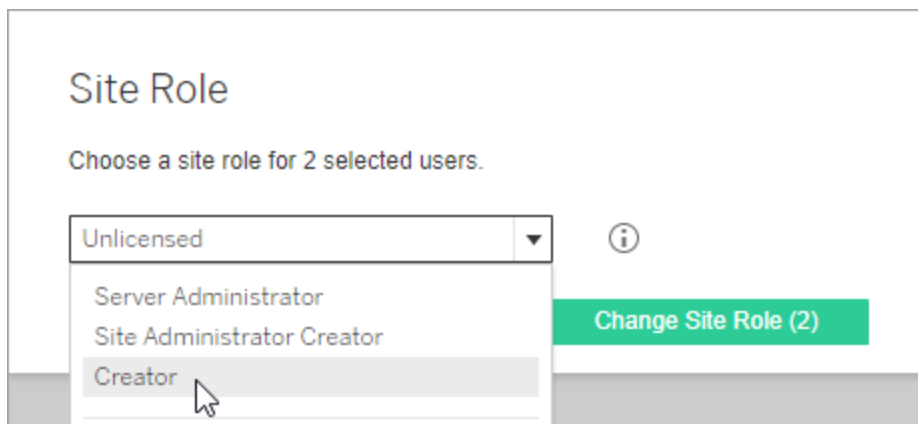 Site Role
Choose a site role for 2 selected users.
Unlicensed
Server Administrator
Change Site Role (2)
Site Administrator Creator
Creator